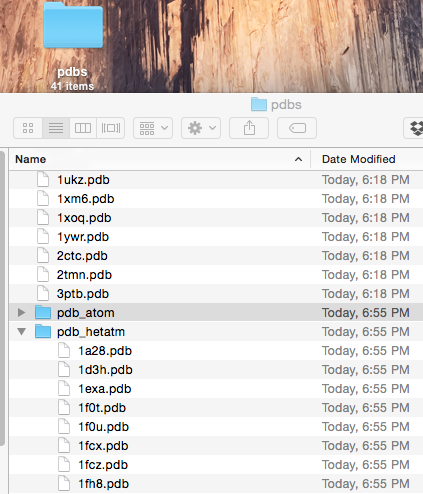 pdbs
41 items
pdbs
Name Date Modified
1ukz.pdb Today, 6:18 PM
1xm6.pdb Today, 6:18 PM
1xoq.pdb Today, 6:18 PM
1ywr.pdb Today, 6:18 PM
2ctc.pdb Today, 6:18 PM
2tmn.pdb Today, 6:18 PM
3ptb.pdb Today, 6:18 PM
pdb_atom Today, 6:55 PM
pdb_hetatm Today, 6:55 PM
1a28.pdb Today, 6:55 PM
1d3h.pdb Today, 6:55 PM
1exa.pdb Today, 6:55 PM
1f0t.pdb Today, 6:55 PM
1f0u.pdb Today, 6:55 PM
1fcx.pdb Today, 6:55 PM
1fcz.pdb Today, 6:55 PM
1fh8.pdb Today, 6:55 PM